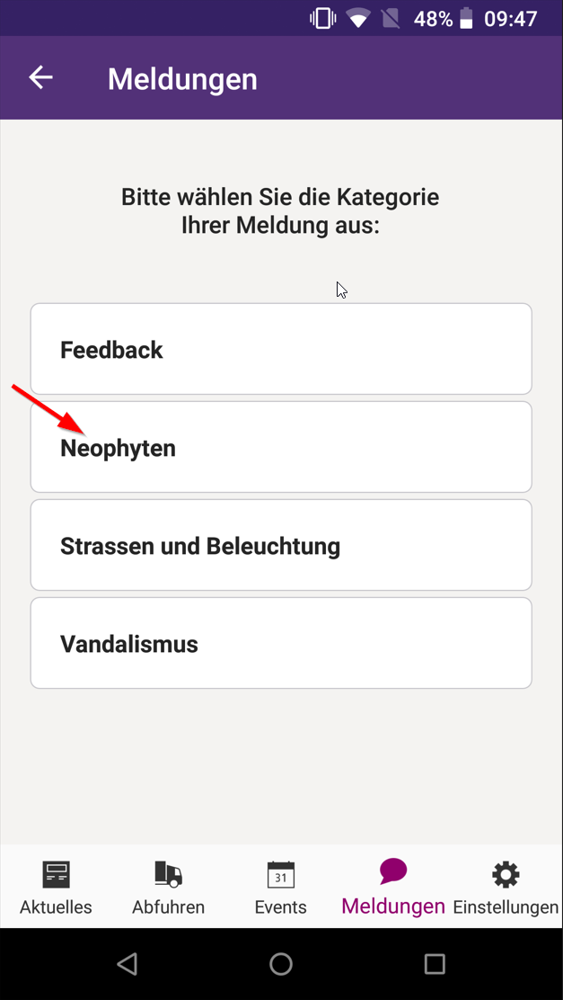 48% 09:47
Meldungen
Bitte wählen Sie die Kategorie
Ihrer Meldung aus:
Feedback
Neophyten
Strassen und Beleuchtung
Vandalismus
31
Aktuelles Abfuhren Events Meldungen Einstellungen